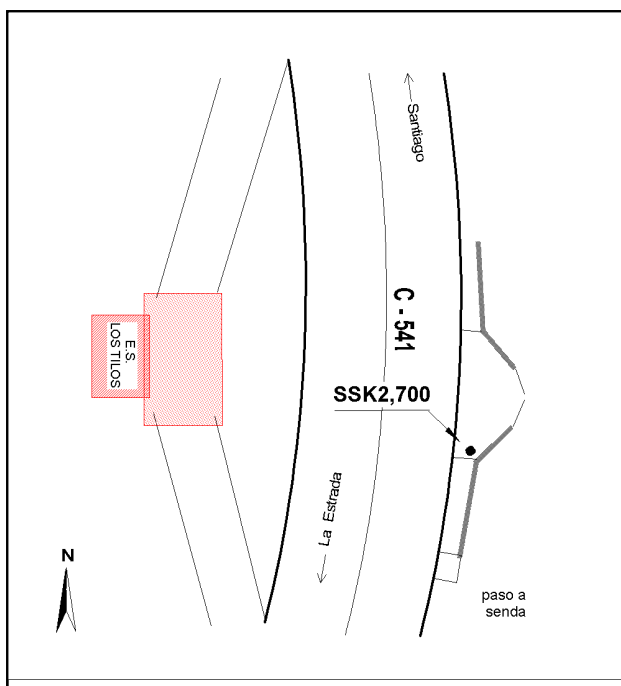 Santiago
C - 541
E.S.
LOS TILOS
SSK2,700
La Estrada
N
paso a
senda